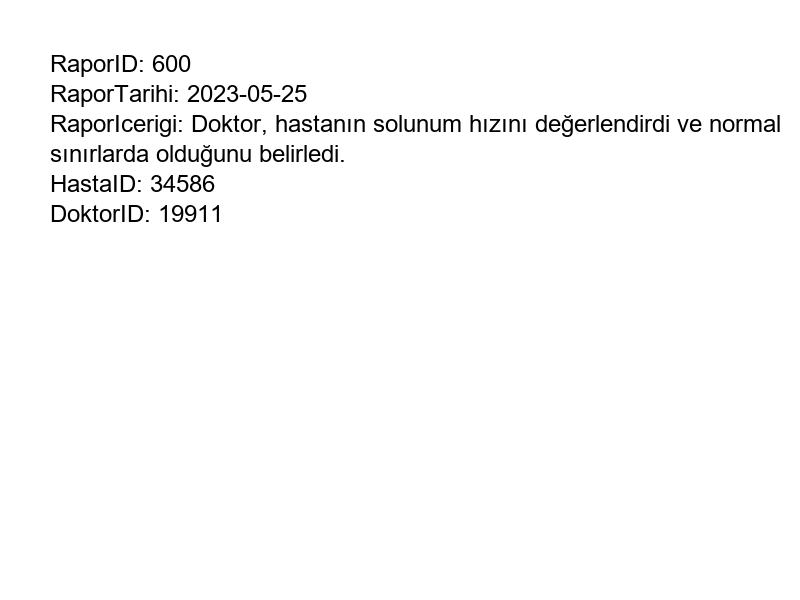 RaporID: 600
RaporTarihi: 2023-05-25
RaporIcerigi: Doktor, hastanın solunum hızını değerlendirdi ve normal
sınırlarda olduğunu belirledi.
HastaID: 34586
DoktorID: 19911